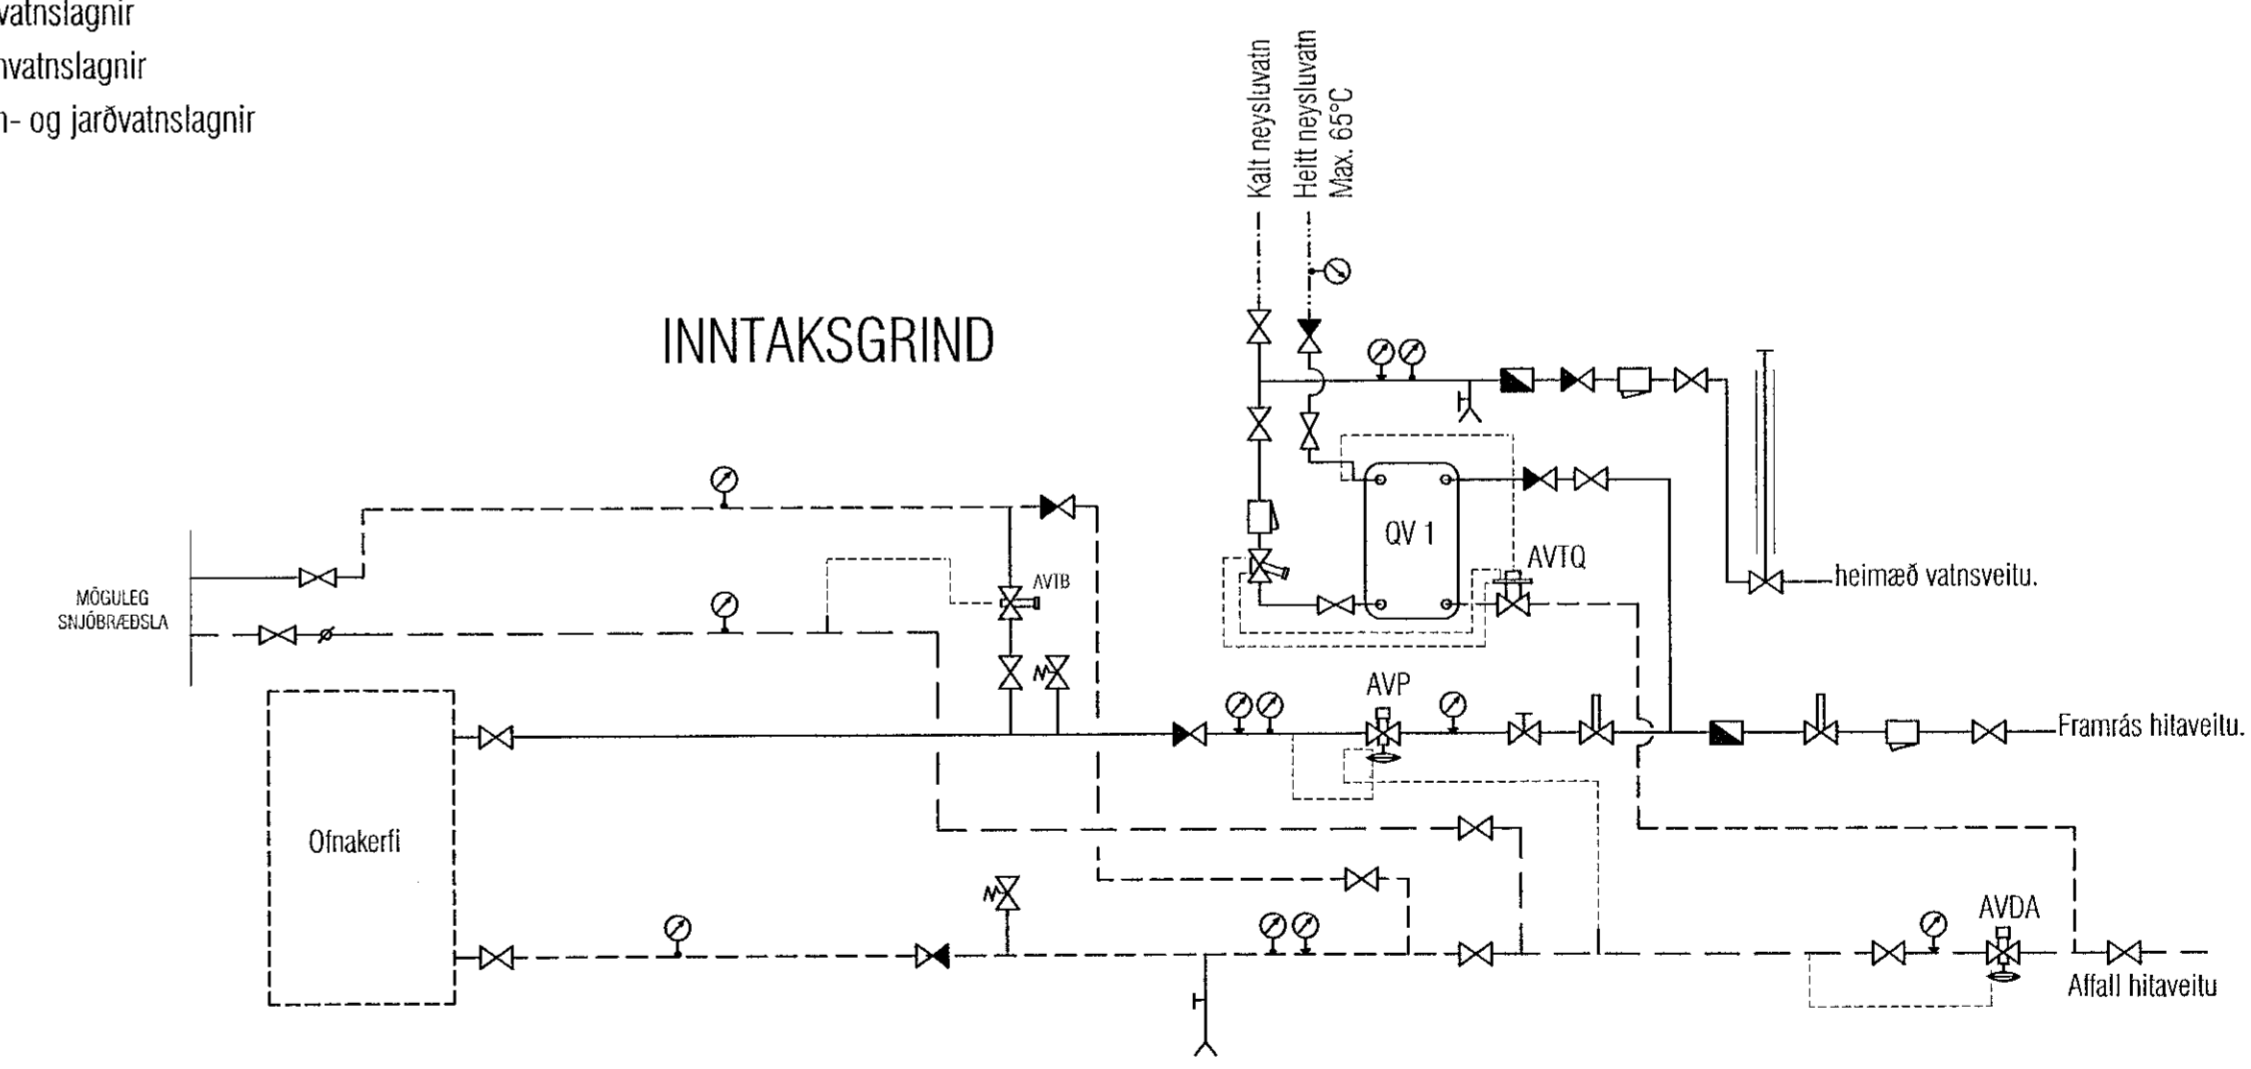 vatnslagnir
nvatnslagnir
n- og jarðvatnslagnir
Kalt neysluvatn
Heitt neysluvatn
Max. 65°C
INNTAKSGRIND
QV 1
AVTQ
AVTB
heimæð vatnsveitu.
MÖGULEG
SNJÓBRÆÐSLA
AVP
Framrás hitaveitu.
Ofnakerfi
AVDA
Affall hitaveitu